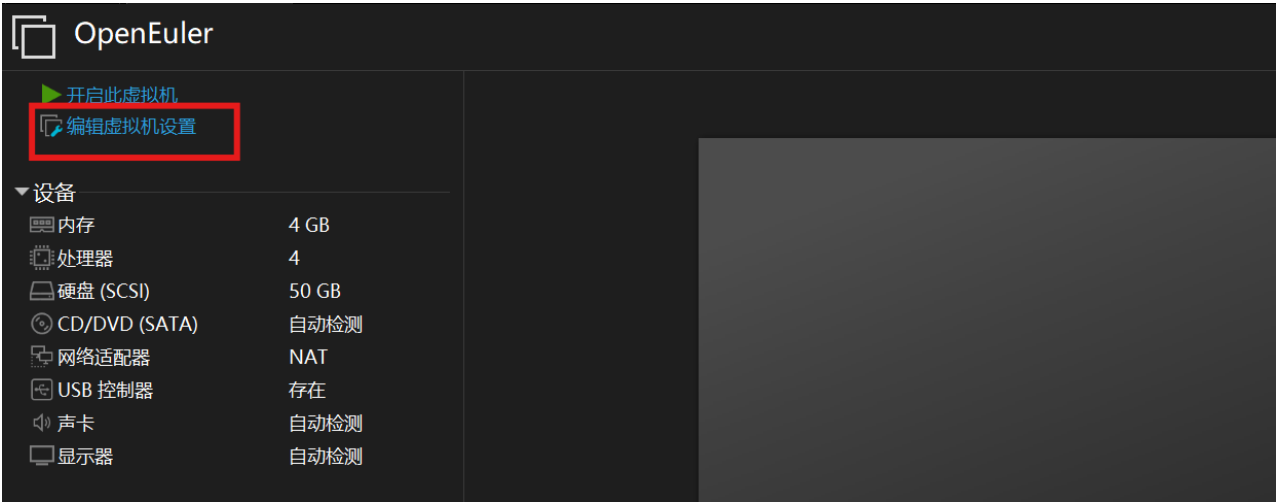 OpenEuler
开启此虚拟机
编辑虚拟机设置
设备
内存 4 GB
处理器 4
硬盘 (SCSI) 50 GB
CD/DVD (SATA) 自动检测
网络适配器 NAT
USB 控制器 存在
声卡 自动检测
显示器 自动检测